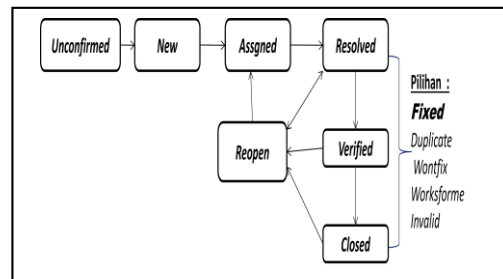 Unconfirmed
New
Assgned
Resolved
Pilihan :
Fixed
Duplicate
Wontfix
Worksforme
Invalid
Reopen
Verified
Closed